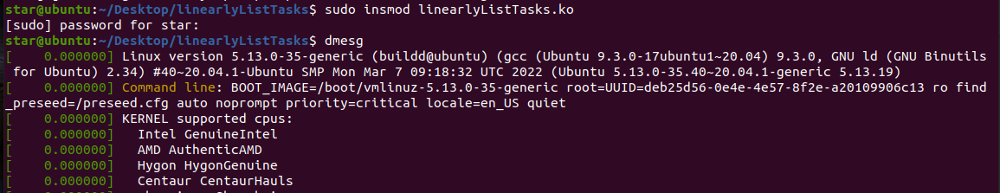 star@ubuntu:~/Desktop/linearlyListTasks$ sudo insmod linearlyListTasks.ko
[sudo] password for star:
star@ubuntu:~/Desktop/linearlyListTasks$ dmesg
[    0.000000] Linux version 5.13.0-35-generic (buildd@ubuntu) (gcc (Ubuntu 9.3.0-17ubuntu1~20.04) 9.3.0, GNU ld (GNU Binutils
 for Ubuntu) 2.34) #40~20.04.1-Ubuntu SMP Mon Mar 7 09:18:32 UTC 2022 (Ubuntu 5.13.0-35.40~20.04.1-generic 5.13.19)
[    0.000000] Command line: BOOT_IMAGE=/boot/vmlinuz-5.13.0-35-generic root=UUID=deb25d56-0e4e-4e57-8f2e-a20109906c13 ro find
_preseed=/preseed.cfg auto noprompt priority=critical locale=en_US quiet
[    0.000000] KERNEL supported cpus:
[    0.000000]   Intel GenuineIntel
[    0.000000]   AMD AuthenticAMD
[    0.000000]   Hygon HygonGenuine
[    0.000000]   Centaur CentaurHauls